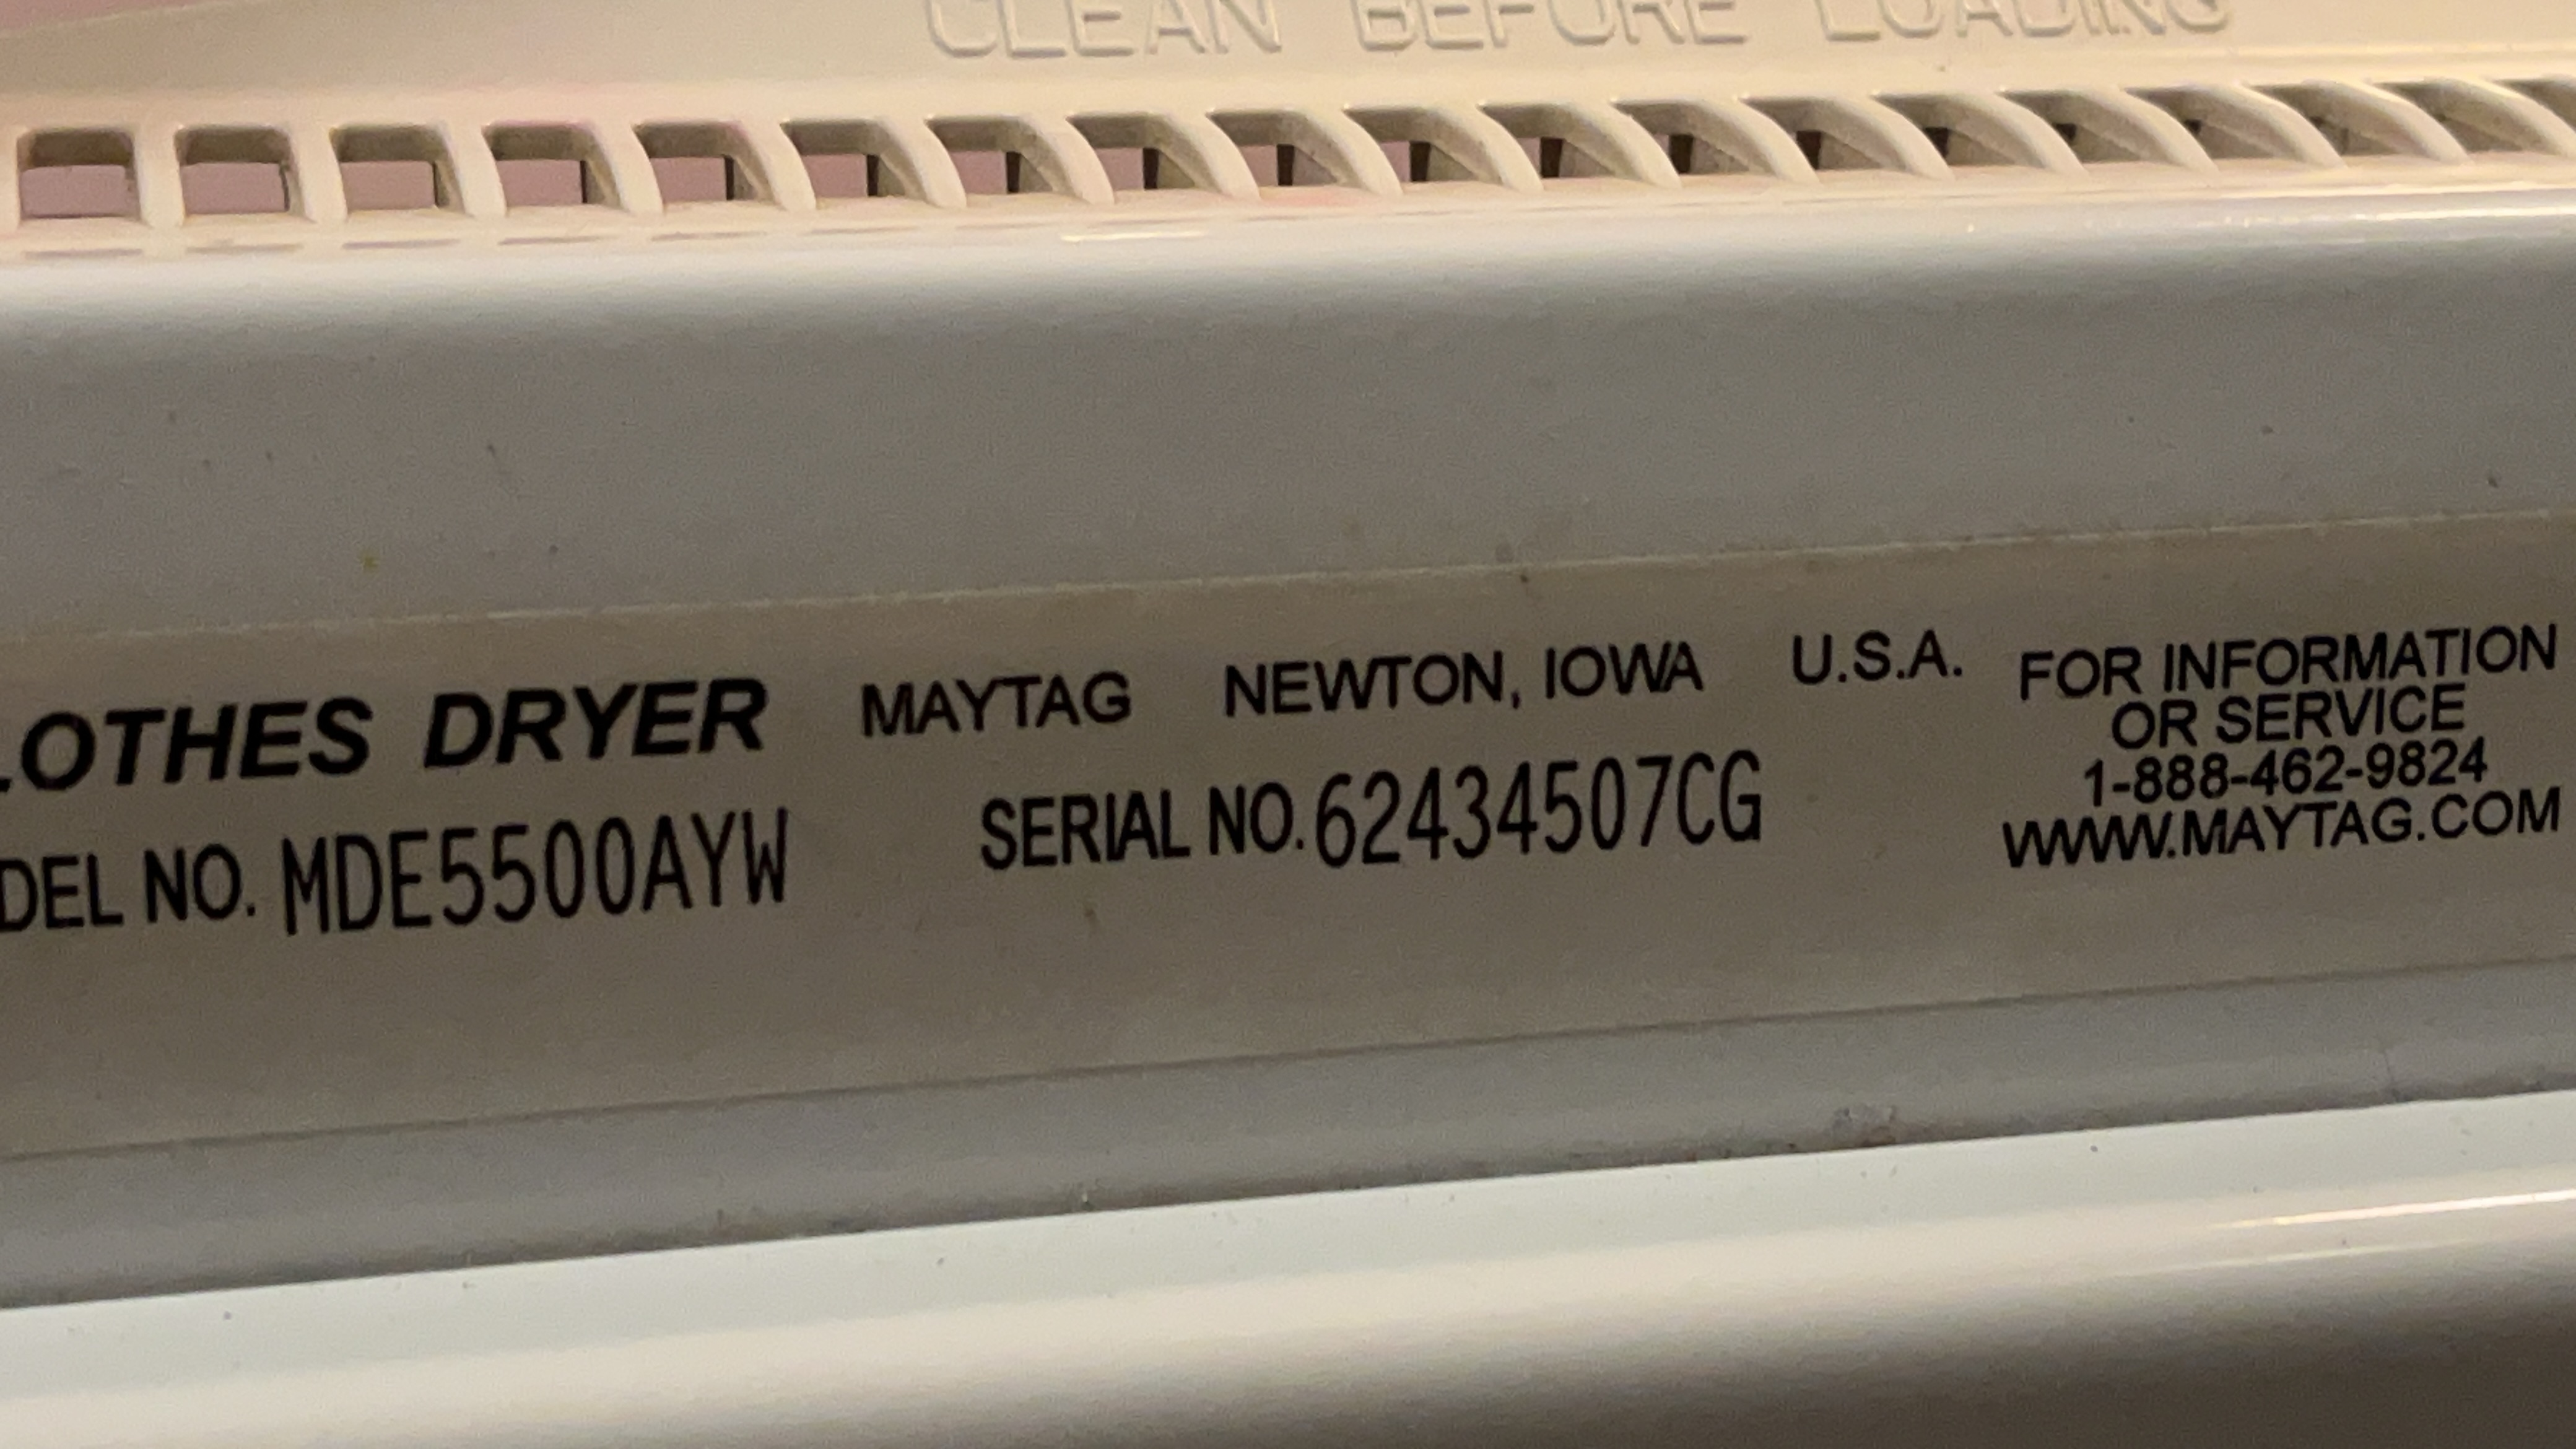 CLEAN BEFORE LOADING
LOTHES DRYER MAYTAG NEWTON, IOWA U.S.A.
DEL NO. MDE5500AYW SERIAL NO. 62434507CG
FOR INFORMATION
OR SERVICE
1-888-462-9824
WWW.MAYTAG.COM